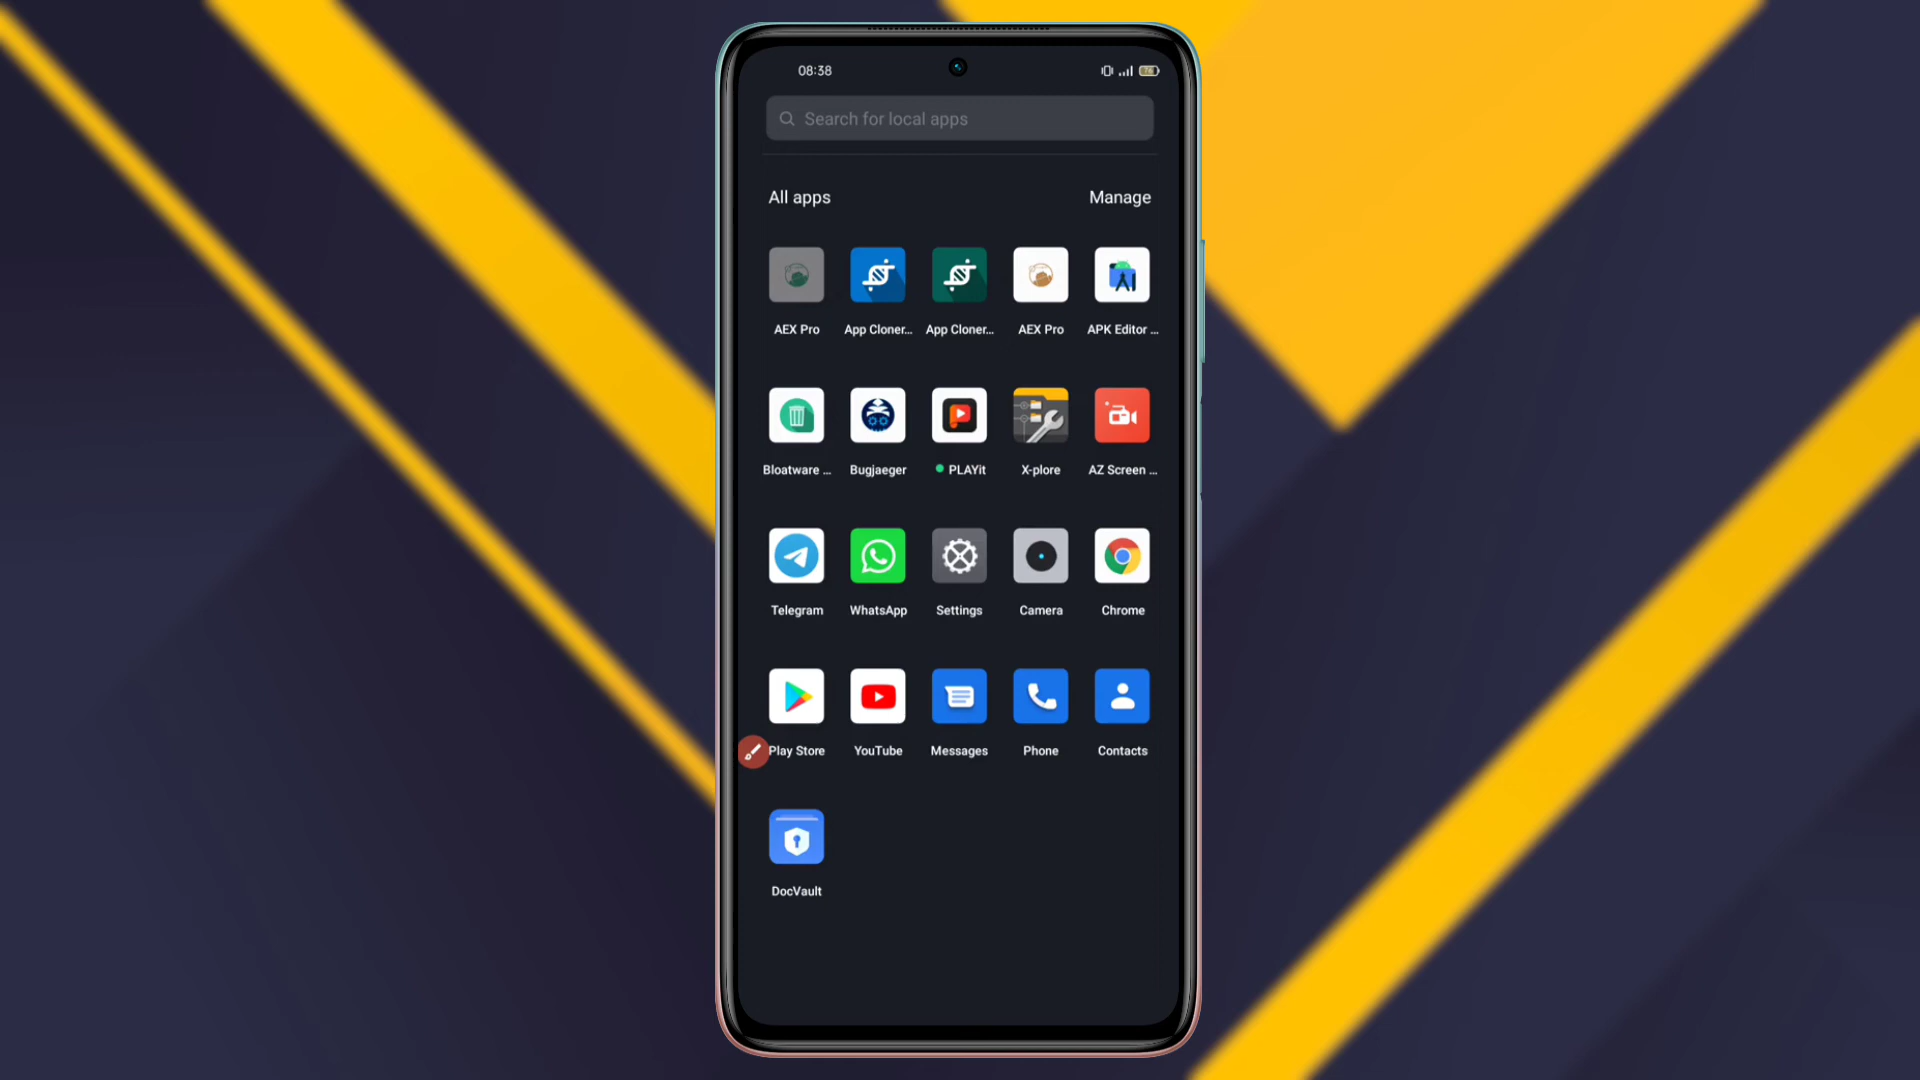 08:38
Search for local apps
All apps Manage
AEX Pro App Cloner... App Cloner... AEX Pro APK Editor ...
Bloatware ... Bugjaeger PLAYit X-plore AZ Screen ...
Telegram WhatsApp Settings Camera Chrome
Play Store YouTube Messages Phone Contacts
DocVault